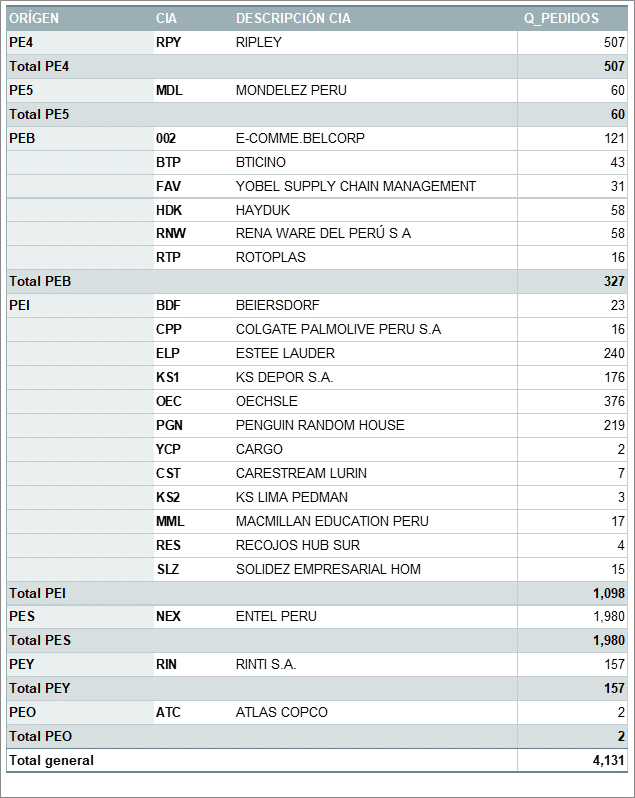 ORÍGEN CIA DESCRIPCIÓN CIA Q_PEDIDOS
PE4 RPY RIPLEY 507
Total PE4 507
PE5 MDL MONDELEZ PERU 60
Total PE5 60
PEB 002 E-COMME.BELCORP 121
BTP BTICINO 43
FAV YOBEL SUPPLY CHAIN MANAGEMENT 31
HDK HAYDUK 58
RNW RENA WARE DEL PERÚ S A 58
RTP ROTOPLAS 16
Total PEB 327
PEI BDF BEIERSDORF 23
CPP COLGATE PALMOLIVE PERU S.A 16
ELP ESTEE LAUDER 240
KS1 KS DEPOR S.A. 176
OEC OECHSLE 376
PGN PENGUIN RANDOM HOUSE 219
YCP CARGO 2
CST CARESTREAM LURIN 7
KS2 KS LIMA PEDMAN 3
MML MACMILLAN EDUCATION PERU 17
RES RECOJOS HUB SUR 4
SLZ SOLIDEZ EMPRESARIAL HOM 15
Total PEI 1,098
PES NEX ENTEL PERU 1,980
Total PES 1,980
PEY RIN RINTI S.A. 157
Total PEY 157
PEO ATC ATLAS COPCO 2
Total PEO 2
Total general 4,131